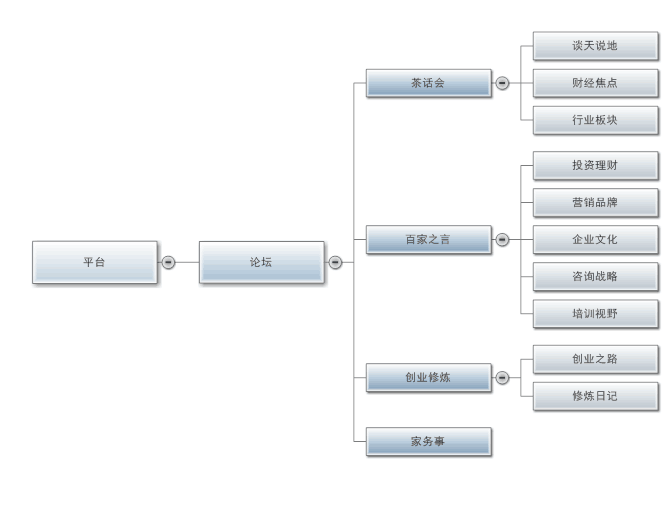 平台
论坛
茶话会
谈天说地
财经焦点
行业板块
百家之言
投资理财
营销品牌
企业文化
咨询战略
培训视野
创业修炼
创业之路
修炼日记
家务事